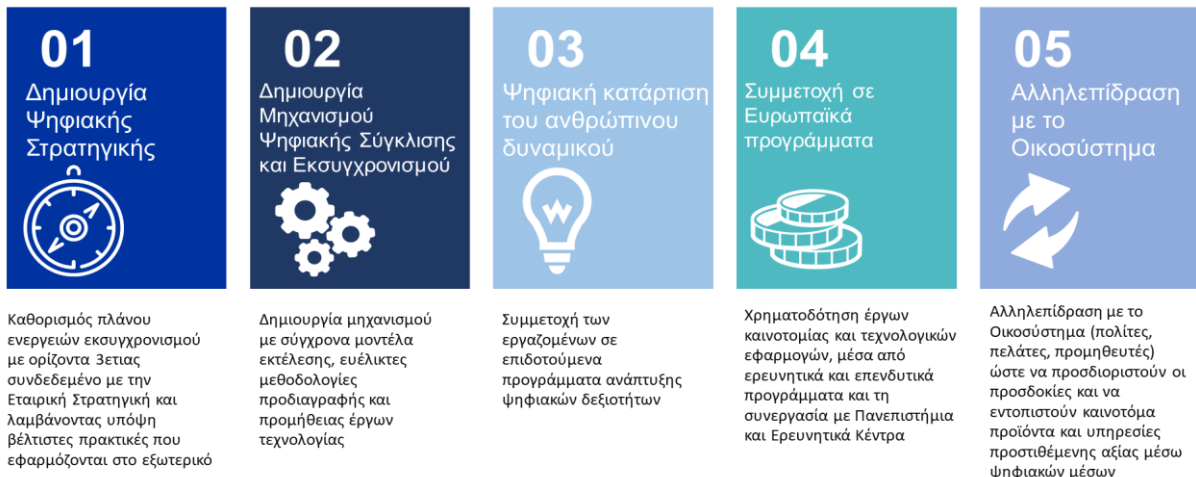 01
Δημιουργία
Ψηφιακής
Στρατηγικής
Καθορισμός πλάνου
ενεργειών εκσυγχρονισμού
με ορίζοντα 3ετιας
συνδεδεμένο με την
Εταιρική Στρατηγική και
λαμβάνοντας υπόψη
βέλτιστες πρακτικές που
εφαρμόζονται στο εξωτερικό
02
Δημιουργία
Μηχανισμού
Ψηφιακής Σύγκλισης
και Εκσυγχρονισμού
Δημιουργία μηχανισμού
με σύγχρονα μοντέλα
εκτέλεσης, ευέλικτες
μεθοδολογίες
προδιαγραφής και
προμήθειας έργων
τεχνολογίας
03
Ψηφιακή κατάρτιση
του ανθρώπινου
δυναμικού
Συμμετοχή των
εργαζομένων σε
επιδοτούμενα
προγράμματα ανάπτυξης
ψηφιακών δεξιοτήτων
04
Συμμετοχή σε
Ευρωπαϊκά
προγράμματα
Χρηματοδότηση έργων
καινοτομίας και τεχνολογικών
εφαρμογών, μέσα από
ερευνητικά και επενδυτικά
προγράμματα και τη
συνεργασία με Πανεπιστήμια
και Ερευνητικά Κέντρα
05
Αλληλεπίδραση
με το
Οικοσύστημα
Αλληλεπίδραση με το
Οικοσύστημα (πολίτες,
πελάτες, προμηθευτές)
ώστε να προσδιοριστούν οι
προσδοκίες και να
εντοπιστούν καινοτόμα
προϊόντα και υπηρεσίες
προστιθέμενης αξίας μέσω
ψηφιακών μέσων